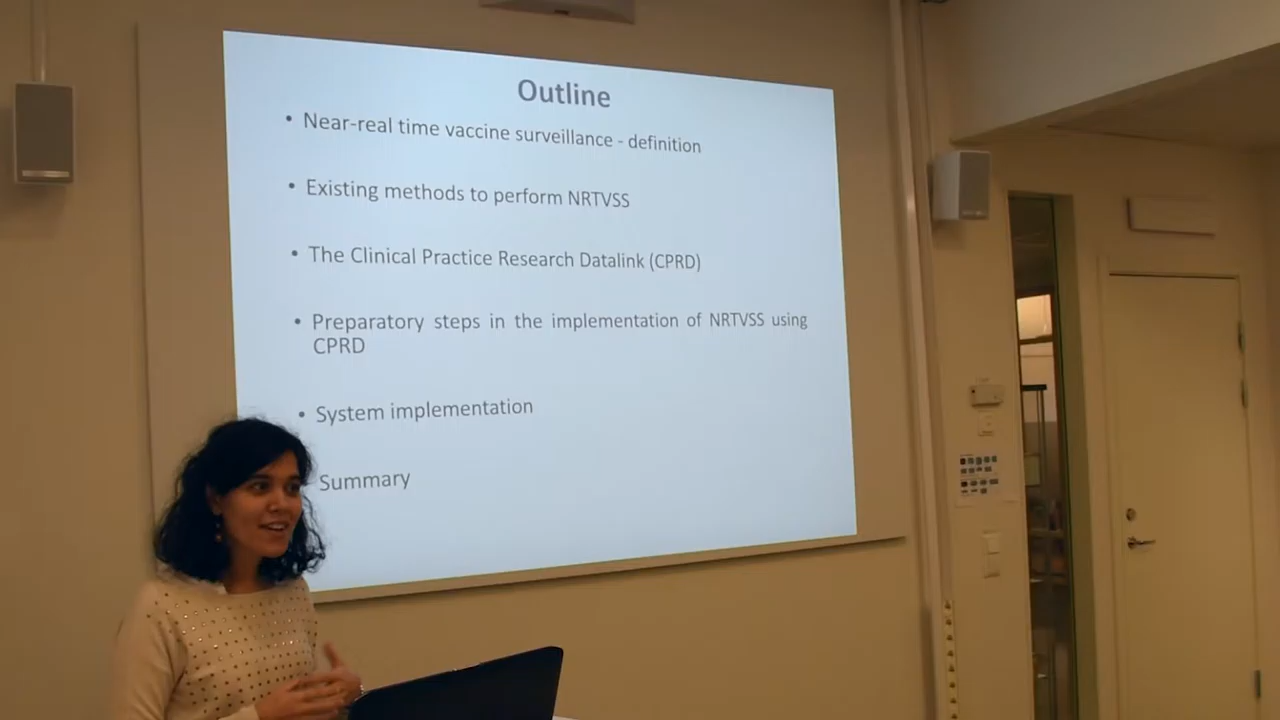 Outline
• Near-real time vaccine surveillance - definition
• Existing methods to perform NRTVSS
• The Clinical Practice Research Datalink (CPRD)
• Preparatory steps in the implementation of NRTVSS using
CPRD
• System implementation
Summary